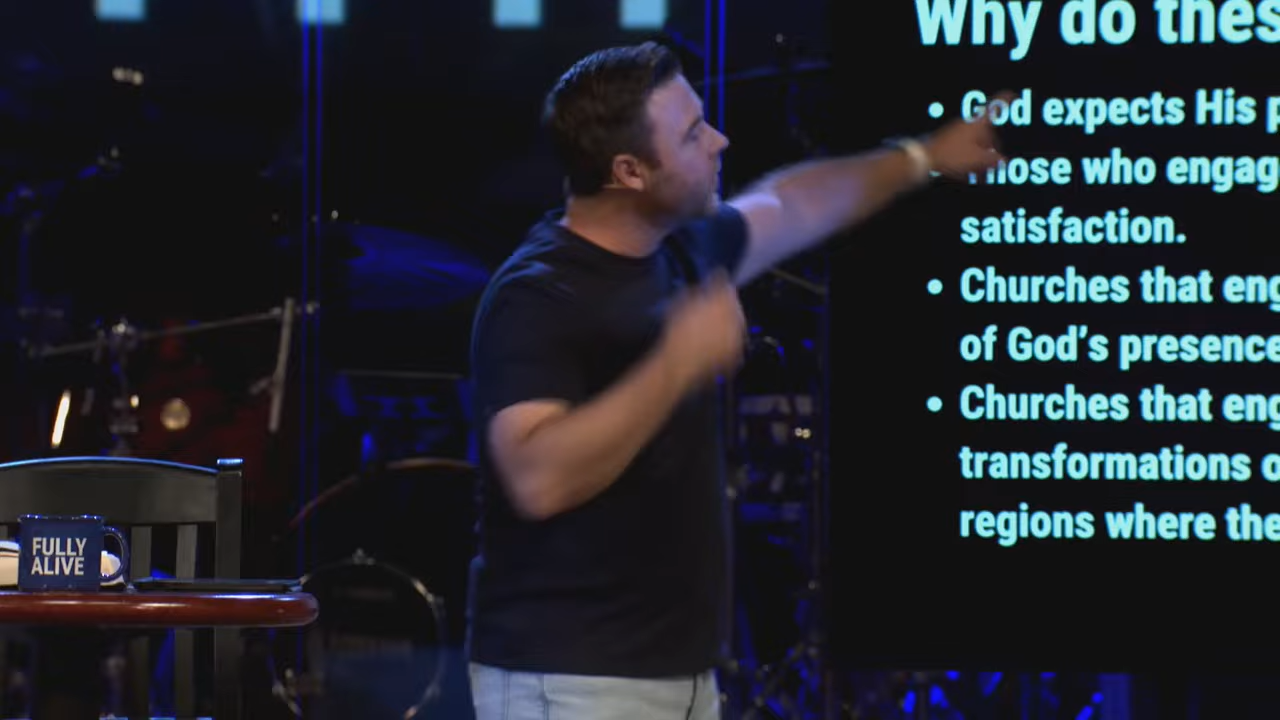 Why do thes
• God expects His p
• Those who engag
satisfaction.
• Churches that eng
of God's presence
• Churches that eng
transformations o
regions where the
FULLY
ALIVE